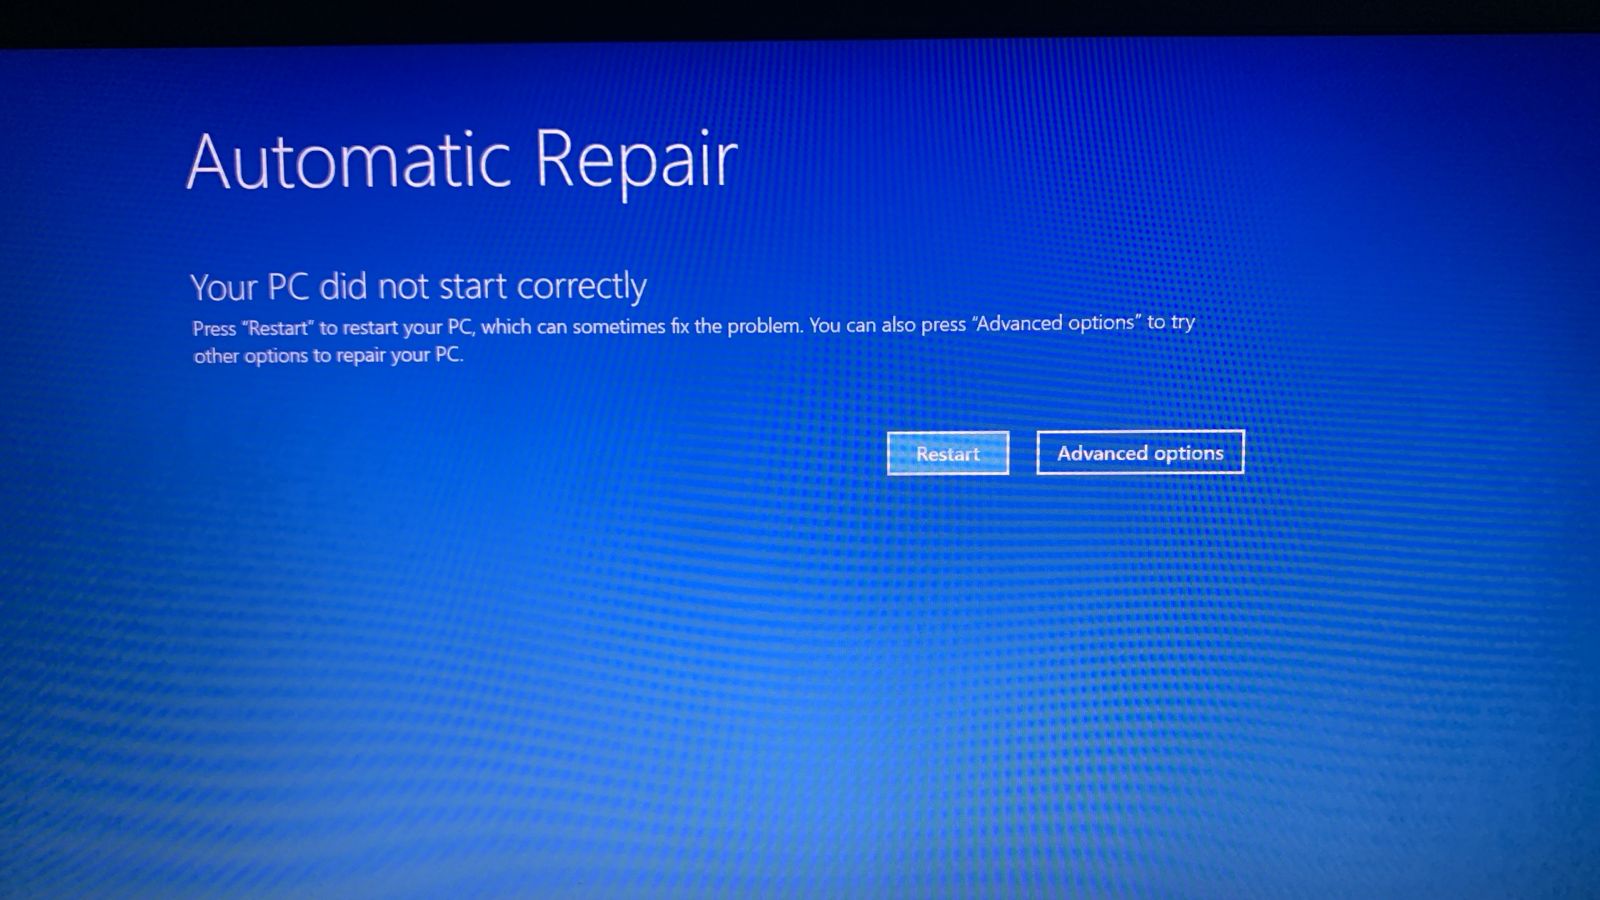 Automatic Repair
Your PC did not start correctly
Press “Restart” to restart your PC, which can sometimes fix the problem. You can also press “Advanced options” to try
other options to repair your PC.
Restart
Advanced options